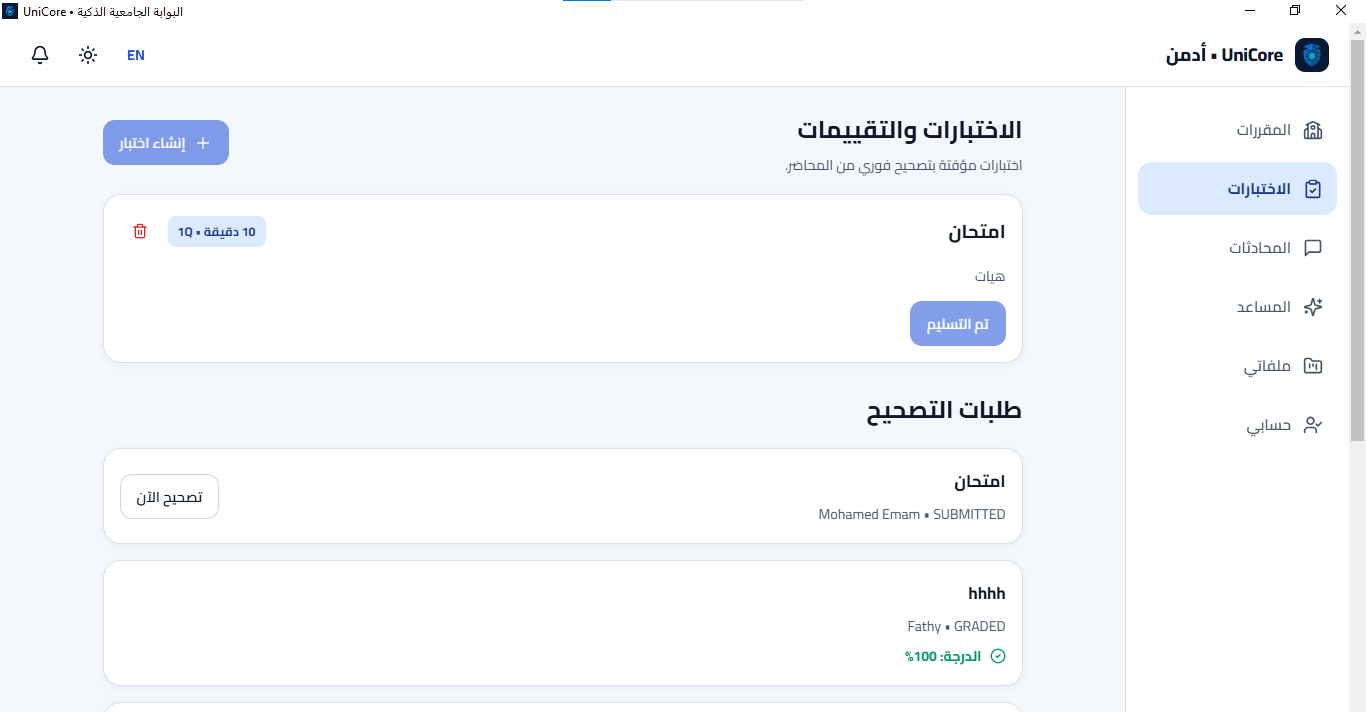 UniCore • البوابة الجامعية الذكية
UniCore • أدمن
EN
المقررات
الاختبارات
المحادثات
المساعد
ملفاتي
حسابي
الاختبارات والتقييمات
اختبارات مؤقتة بتصحيح فوري من المحاضر.
إنشاء اختبار
امتحان
10 دقيقة • 1Q
هيات
تم التسليم
طلبات التصحيح
امتحان
Mohamed Emam • SUBMITTED
تصحيح الآن
hhhh
Fathy • GRADED
الدرجة: 100%